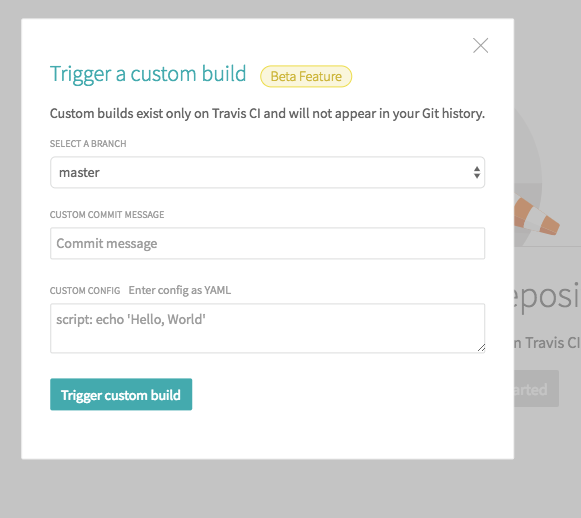 Trigger a custom build Beta Feature
Custom builds exist only on Travis CI and will not appear in your Git history.
SELECT A BRANCH
master
CUSTOM COMMIT MESSAGE
Commit message
CUSTOM CONFIG Enter config as YAML
script: echo 'Hello, World'
Trigger custom build
eposi
n Travis CI
arted